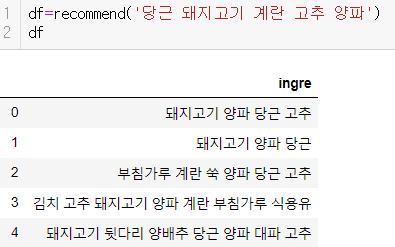 1 df=recommend('당근 돼지고기 계란 고추 양파')
2 df
ingre
0 돼지고기 양파 당근 고추
1 돼지고기 양파 당근
2 부침가루 계란 쑥 양파 당근 고추
3 김치 고추 돼지고기 양파 계란 부침가루 식용유
4 돼지고기 뒷다리 양배추 당근 양파 대파 고추